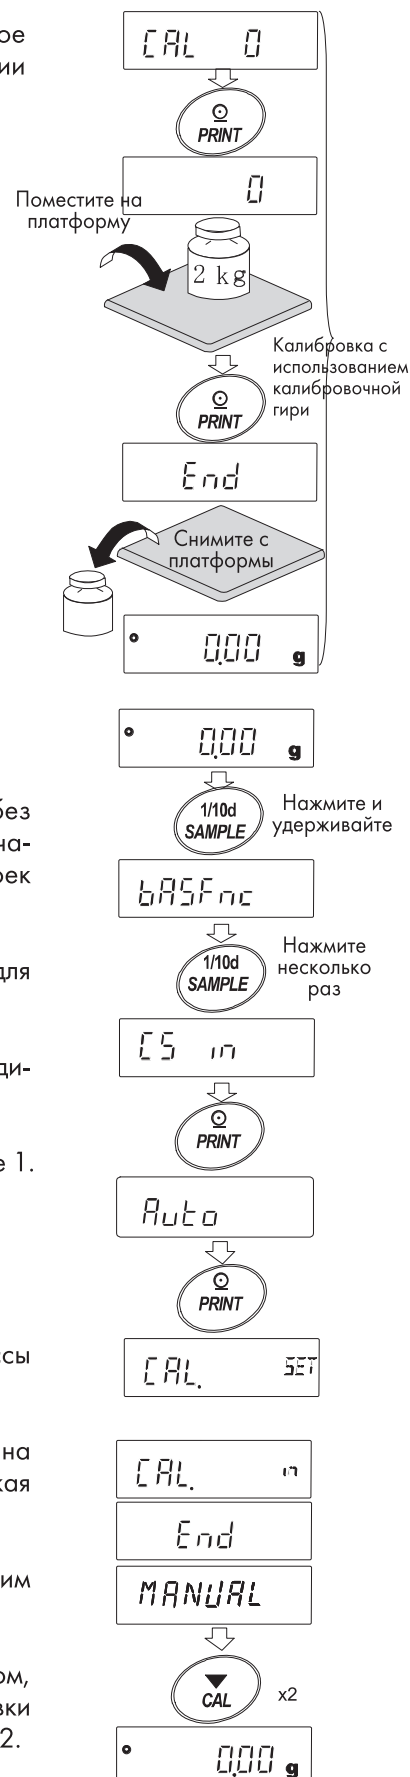 ое
ии
CAL 0
PRINT
0
Поместите на
платформу
2 kg
Калибровка с
использованием
калибровочной
гири
PRINT
End
Снимите с
платформы
0.00 g
0.00 g
без
на-
оек
1/10d
SAMPLE
Нажмите и
удерживайте
bASFnc
для
1/10d
SAMPLE
Нажмите
несколько
раз
CS in
ди-
PRINT
е 1.
Auto
PRINT
ссы
CAL. SET
на
кая
CAL. in
End
им
MANUAL
ом,
вки
2.
CAL
x2
0.00 g